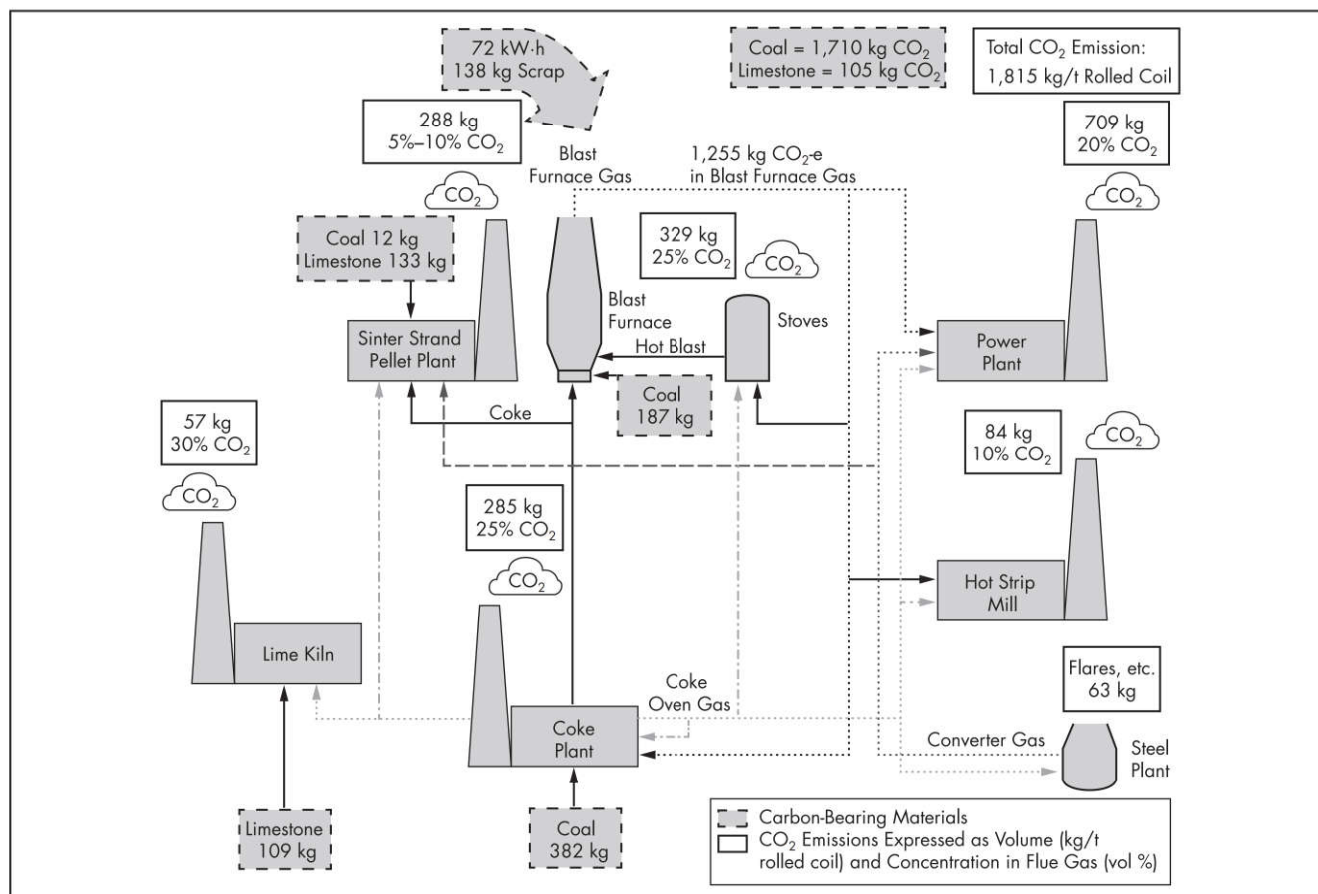 72 kW·h
138 kg Scrap
Coal = 1,710 kg CO₂
Limestone = 105 kg CO₂
Total CO₂ Emission:
1,815 kg/t Rolled Coil
288 kg
5%–10% CO₂
CO₂
Blast
Furnace Gas
1,255 kg CO₂-e
in Blast Furnace Gas
709 kg
20% CO₂
CO₂
Coal 12 kg
Limestone 133 kg
329 kg
25% CO₂
CO₂
Sinter Strand
Pellet Plant
Blast
Furnace
Hot Blast
Stoves
Power
Plant
Coke
Coal
187 kg
57 kg
30% CO₂
CO₂
84 kg
10% CO₂
CO₂
285 kg
25% CO₂
CO₂
Hot Strip
Mill
Lime Kiln
Flares, etc.
63 kg
Coke
Oven Gas
Coke
Plant
Converter Gas
Steel
Plant
Limestone
109 kg
Coal
382 kg
Carbon-Bearing Materials
CO₂ Emissions Expressed as Volume (kg/t
rolled coil) and Concentration in Flue Gas (vol %)